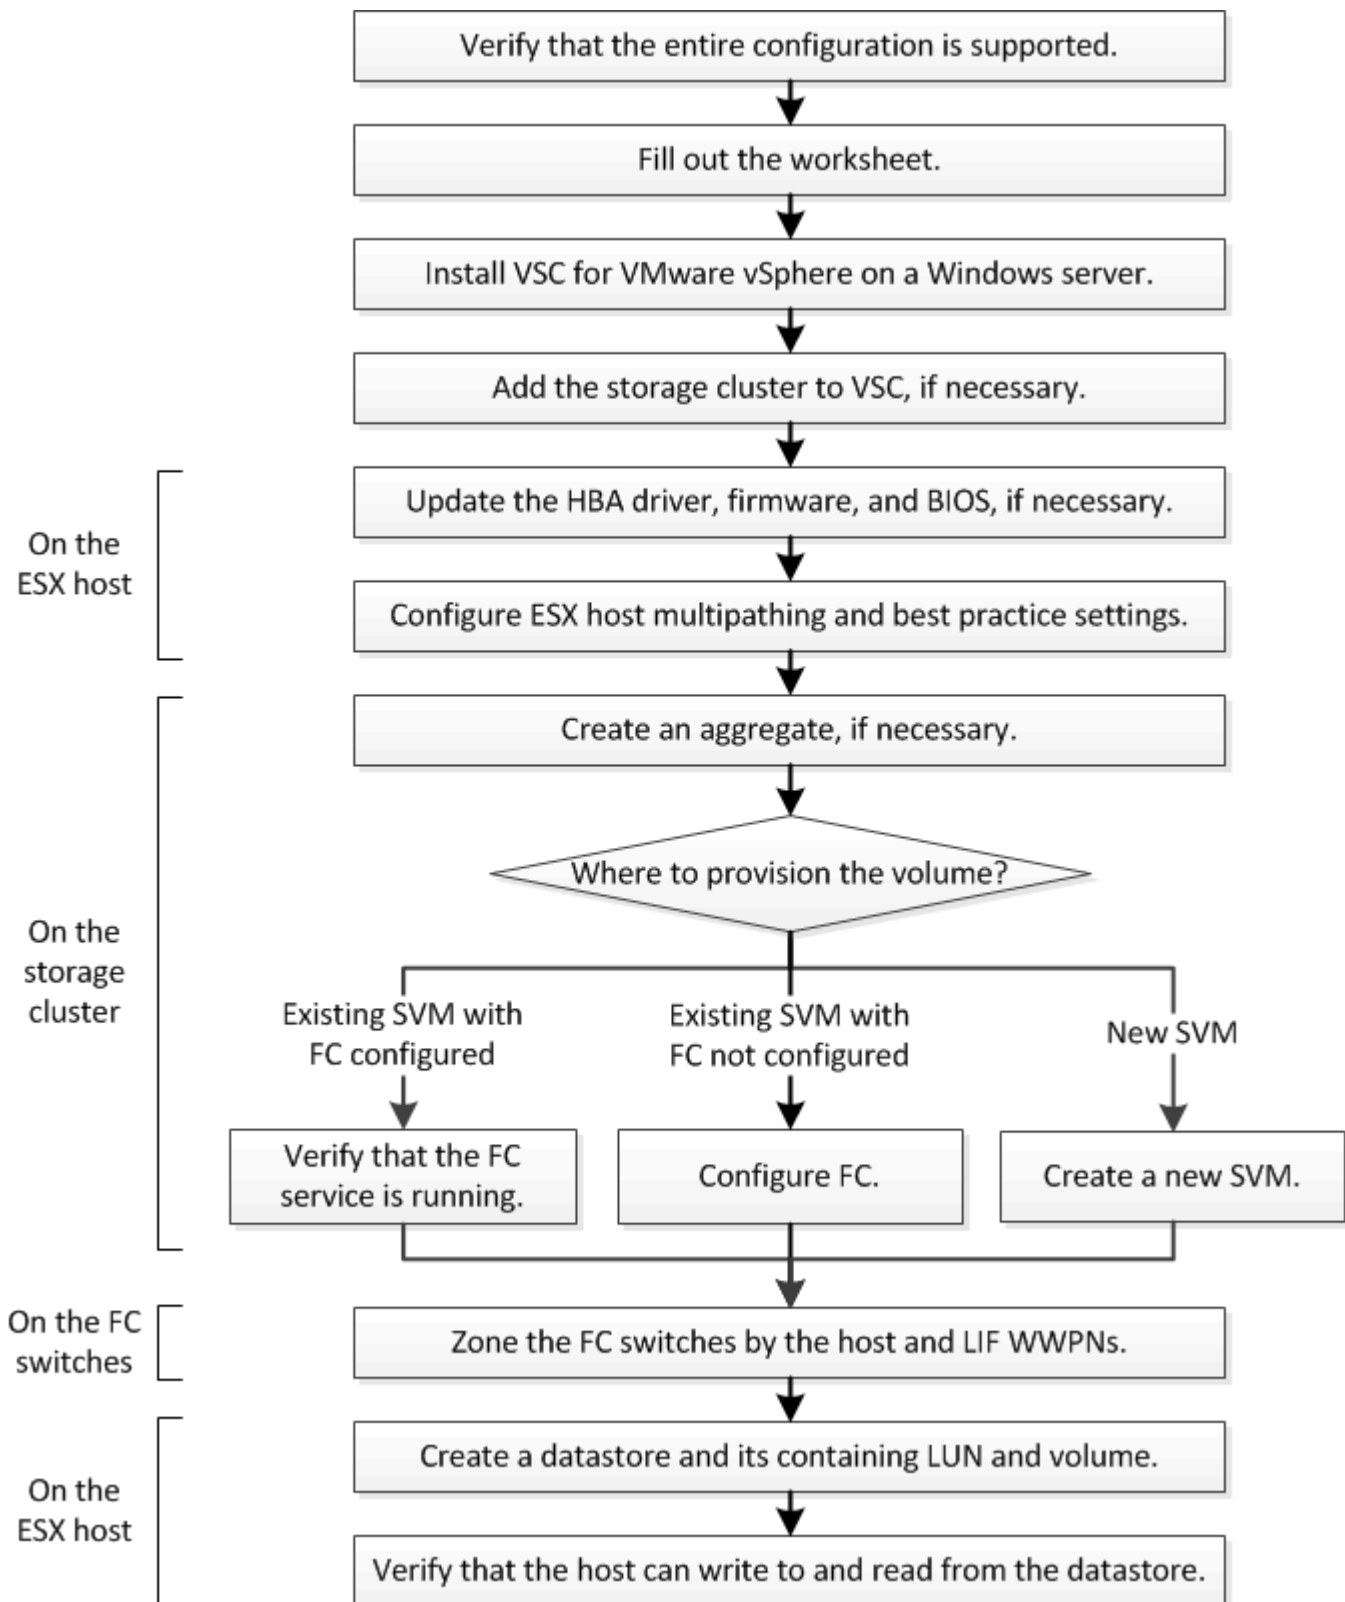 Verify that the entire configuration is supported.
Fill out the worksheet.
Install VSC for VMware vSphere on a Windows server.
Add the storage cluster to VSC, if necessary.
On the
ESX host
Update the HBA driver, firmware, and BIOS, if necessary.
Configure ESX host multipathing and best practice settings.
On the
storage
cluster
Create an aggregate, if necessary.
Where to provision the volume?
Existing SVM with
FC configured
Existing SVM with
FC not configured
New SVM
Verify that the FC
service is running.
Configure FC.
Create a new SVM.
On the FC
switches
Zone the FC switches by the host and LIF WWPNs.
On the
ESX host
Create a datastore and its containing LUN and volume.
Verify that the host can write to and read from the datastore.